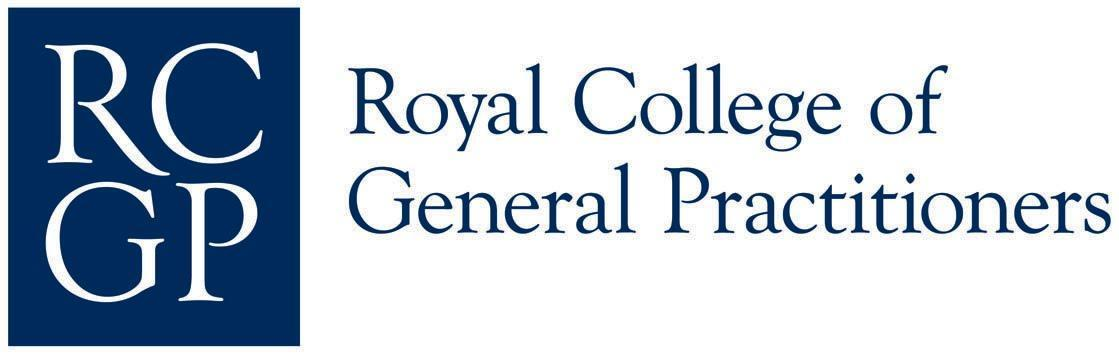 RC
GP
Royal College of
General Practitioners